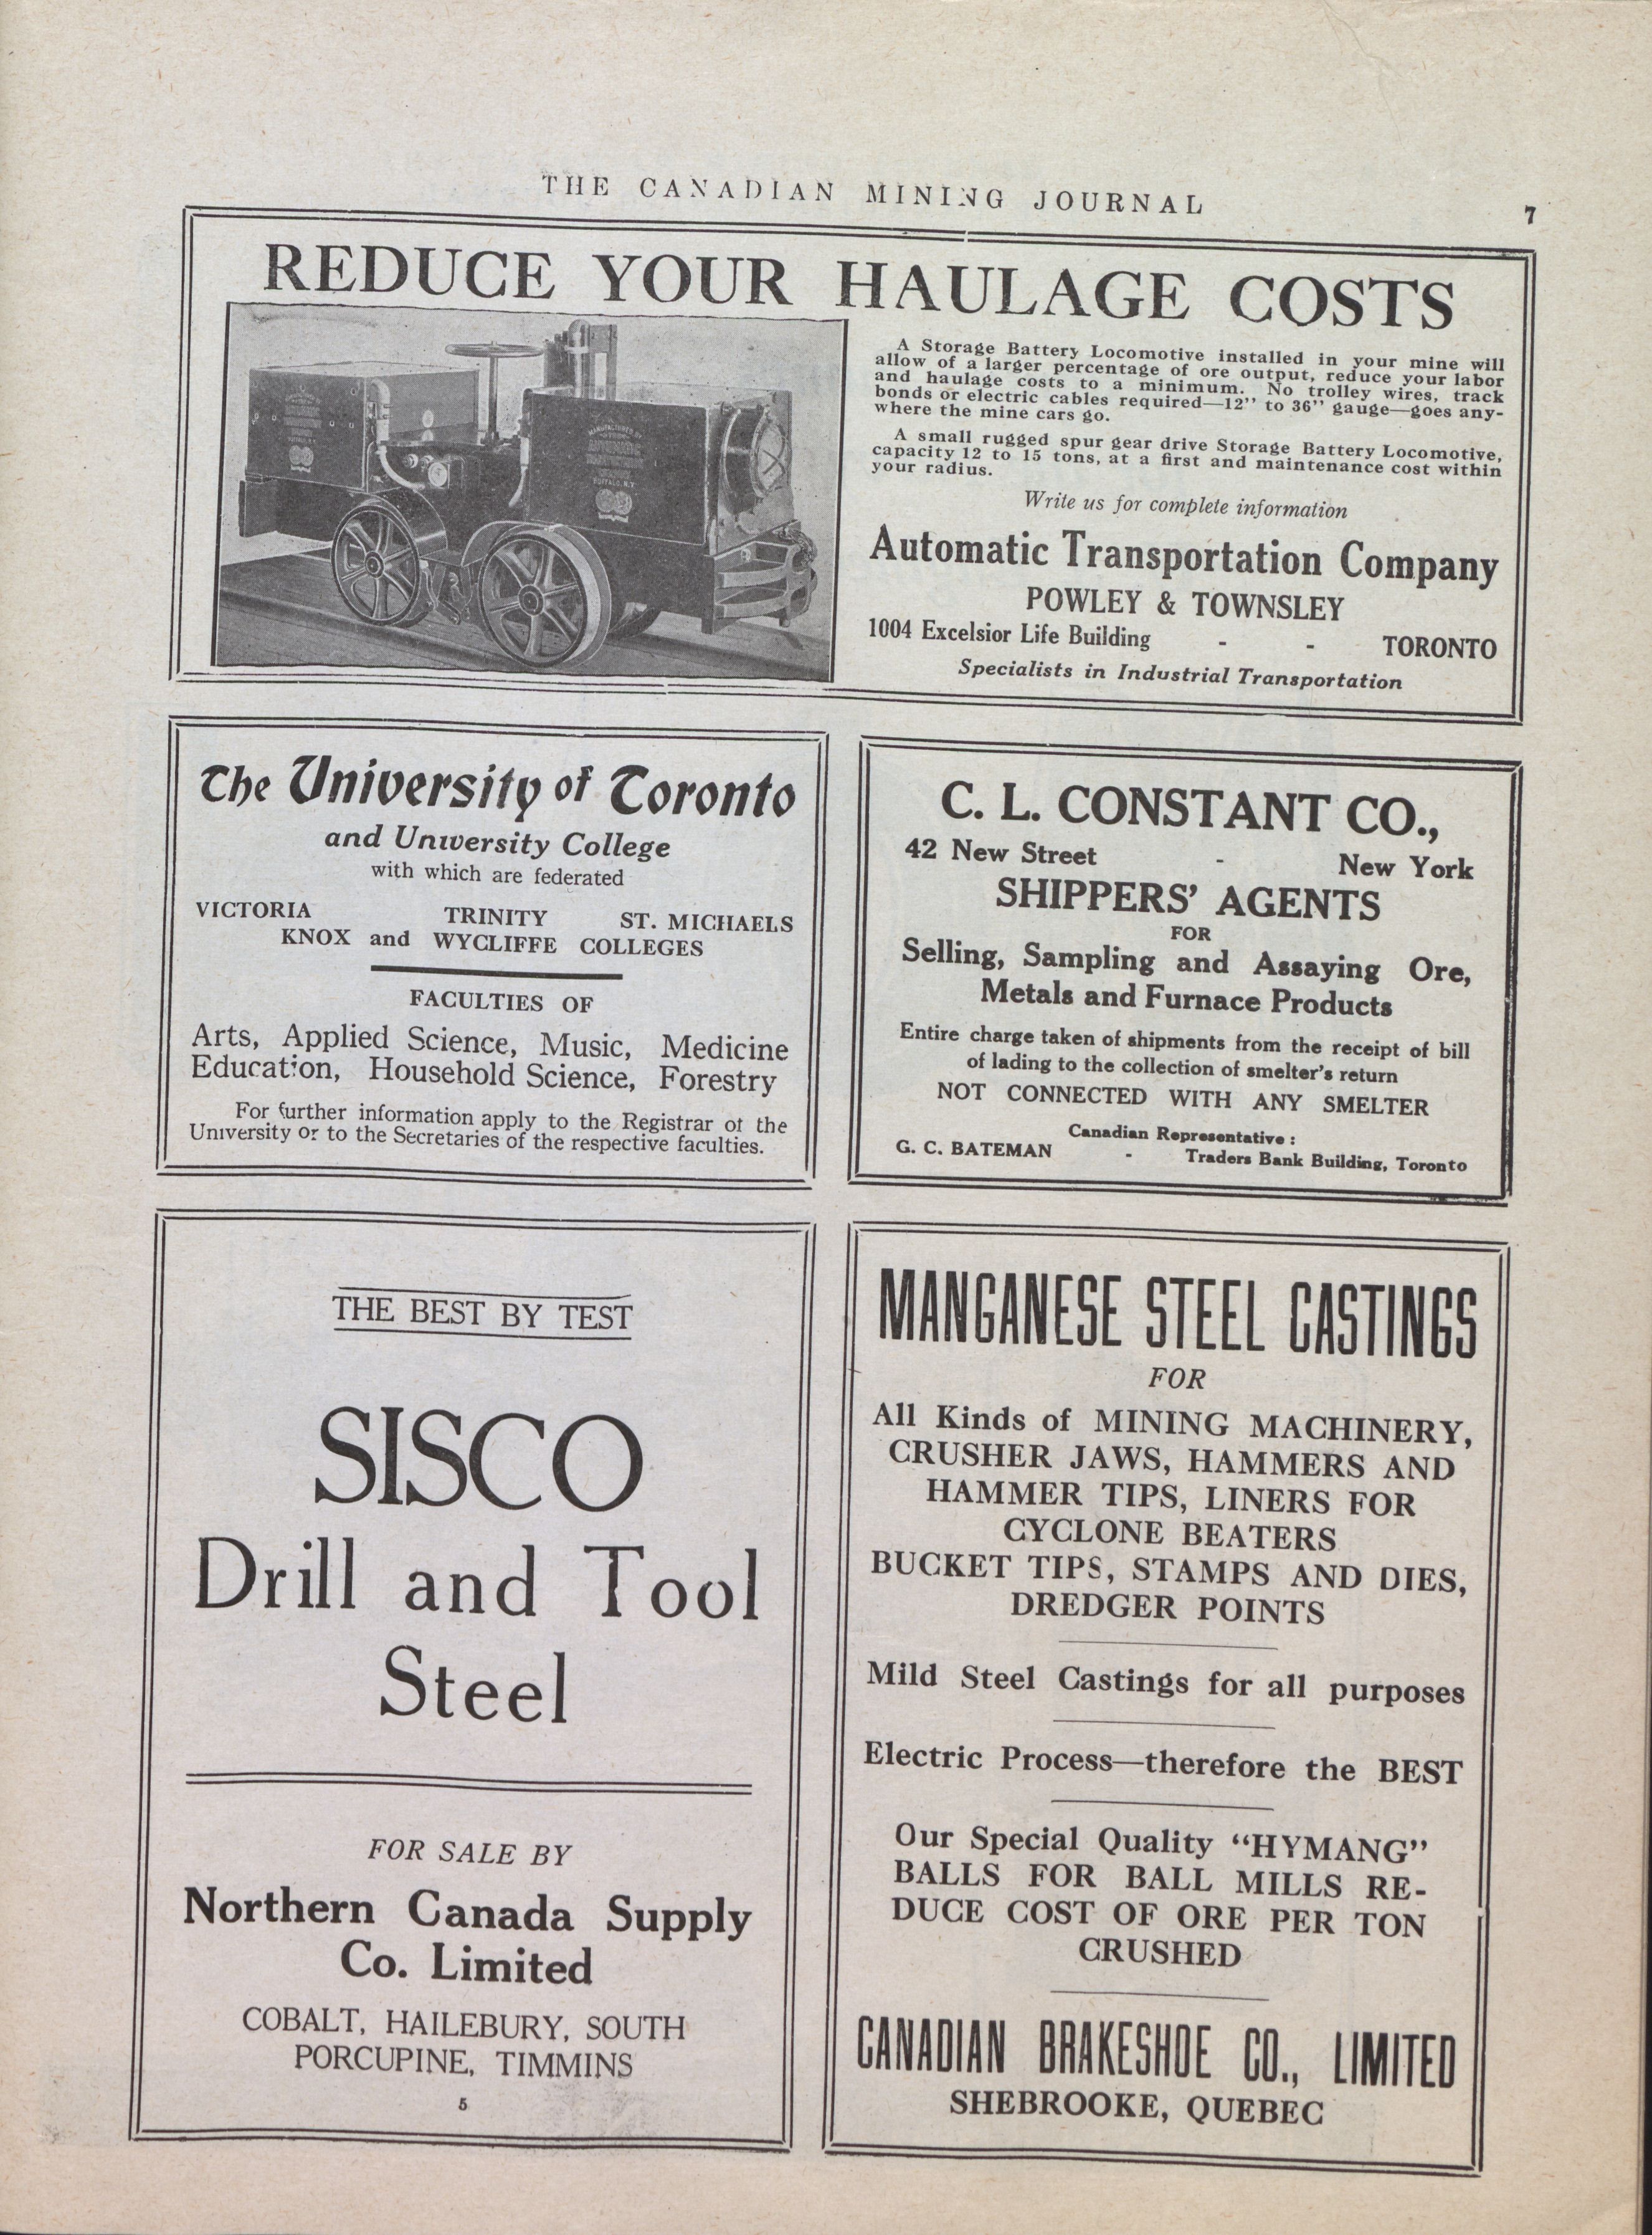 THE CANADIAN MINING JOURNAL
7
REDUCE YOUR HAULAGE COSTS
MANUFACTURED BY
BUFFALO, N.Y.
A Storage Battery Locomotive installed in your mine will
allow of a larger percentage of ore output, reduce your labor
and haulage costs to a minimum. No trolley wires, track
bonds or electric cables required—12" to 36" gauge—goes any-
where the mine cars go.
A small rugged spur gear drive Storage Battery Locomotive,
capacity 12 to 15 tons, at a first and maintenance cost within
your radius.
Write us for complete information
Automatic Transportation Company
POWLEY & TOWNSLEY
1004 Excelsior Life Building - - TORONTO
Specialists in Industrial Transportation
The University of Toronto
and University College
with which are federated
VICTORIA TRINITY ST. MICHAELS
KNOX and WYCLIFFE COLLEGES
FACULTIES OF
Arts, Applied Science, Music, Medicine
Education, Household Science, Forestry
For further information apply to the Registrar of the
University or to the Secretaries of the respective faculties.
C. L. CONSTANT CO.,
42 New Street - New York
SHIPPERS' AGENTS
FOR
Selling, Sampling and Assaying Ore,
Metals and Furnace Products
Entire charge taken of shipments from the receipt of bill
of lading to the collection of smelter's return
NOT CONNECTED WITH ANY SMELTER
Canadian Representative :
G. C. BATEMAN - Traders Bank Building, Toronto
THE BEST BY TEST
SISCO
Drill and Tool
Steel
FOR SALE BY
Northern Canada Supply
Co. Limited
COBALT, HAILEBURY, SOUTH
PORCUPINE, TIMMINS
5
MANGANESE STEEL CASTINGS
FOR
All Kinds of MINING MACHINERY,
CRUSHER JAWS, HAMMERS AND
HAMMER TIPS, LINERS FOR
CYCLONE BEATERS
BUCKET TIPS, STAMPS AND DIES,
DREDGER POINTS
Mild Steel Castings for all purposes
Electric Process—therefore the BEST
Our Special Quality "HYMANG"
BALLS FOR BALL MILLS RE-
DUCE COST OF ORE PER TON
CRUSHED
CANADIAN BRAKESHOE CO., LIMITED
SHEBROOKE, QUEBEC